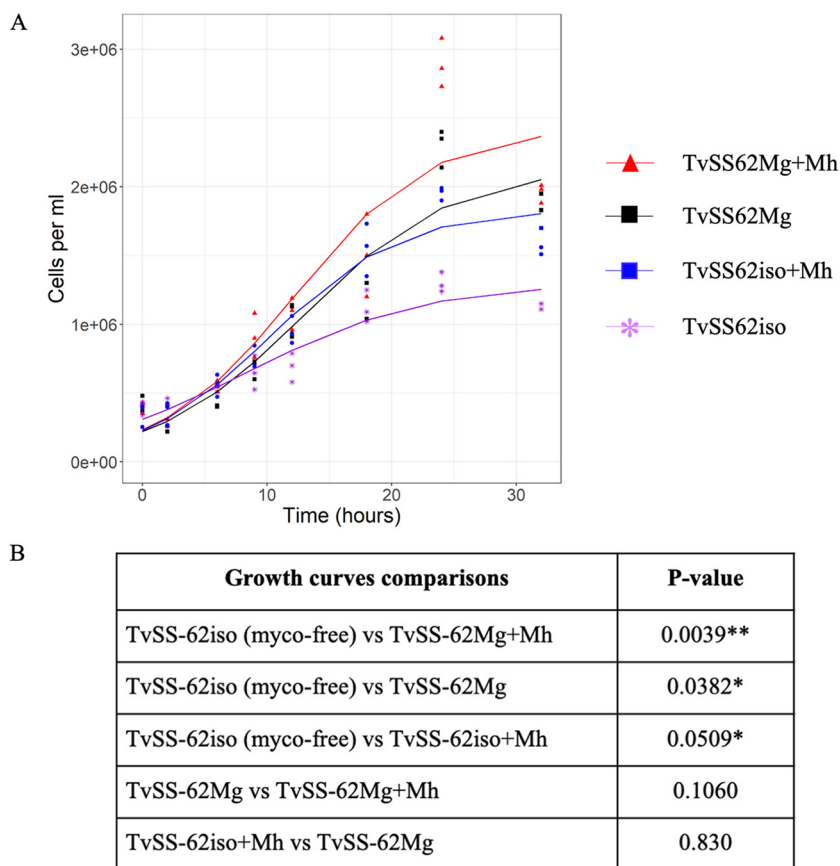 A
3e+06
2e+06
1e+06
0e+00
Cells per ml
0 10 20 30
Time (hours)
TvSS62Mg+Mh
TvSS62Mg
TvSS62iso+Mh
TvSS62iso
B
Growth curves comparisons P-value
TvSS-62iso (myco-free) vs TvSS-62Mg+Mh 0.0039**
TvSS-62iso (myco-free) vs TvSS-62Mg 0.0382*
TvSS-62iso (myco-free) vs TvSS-62iso+Mh 0.0509*
TvSS-62Mg vs TvSS-62Mg+Mh 0.1060
TvSS-62iso+Mh vs TvSS-62Mg 0.830